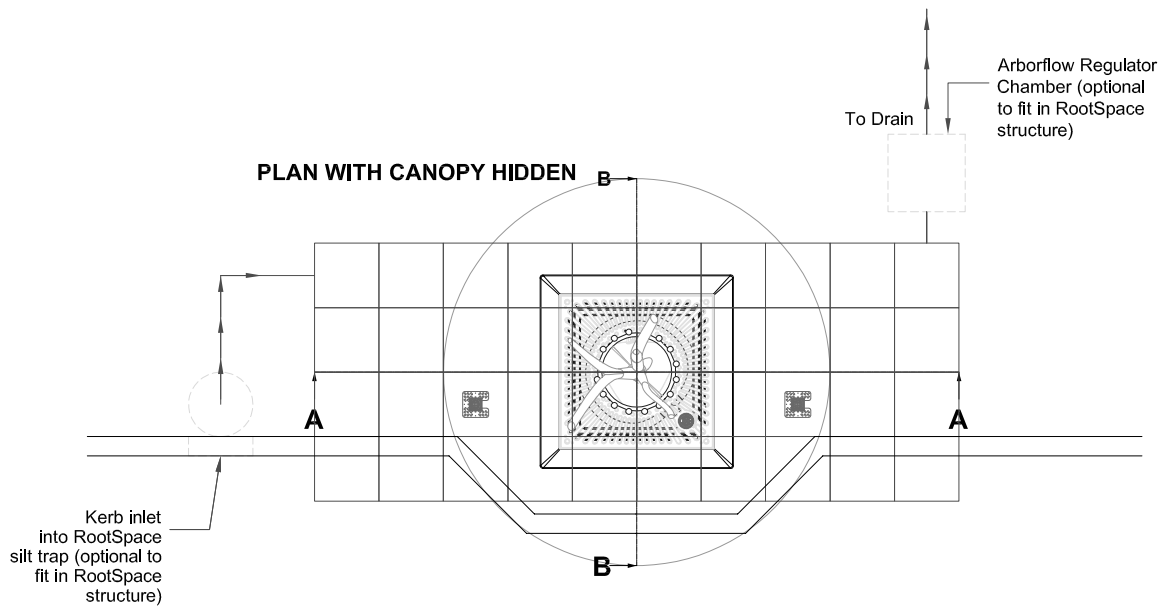 Arborflow Regulator
Chamber (optional
to fit in RootSpace
structure)
To Drain
PLAN WITH CANOPY HIDDEN
B
A
A
Kerb inlet
into RootSpace
silt trap (optional to
fit in RootSpace
structure)
B